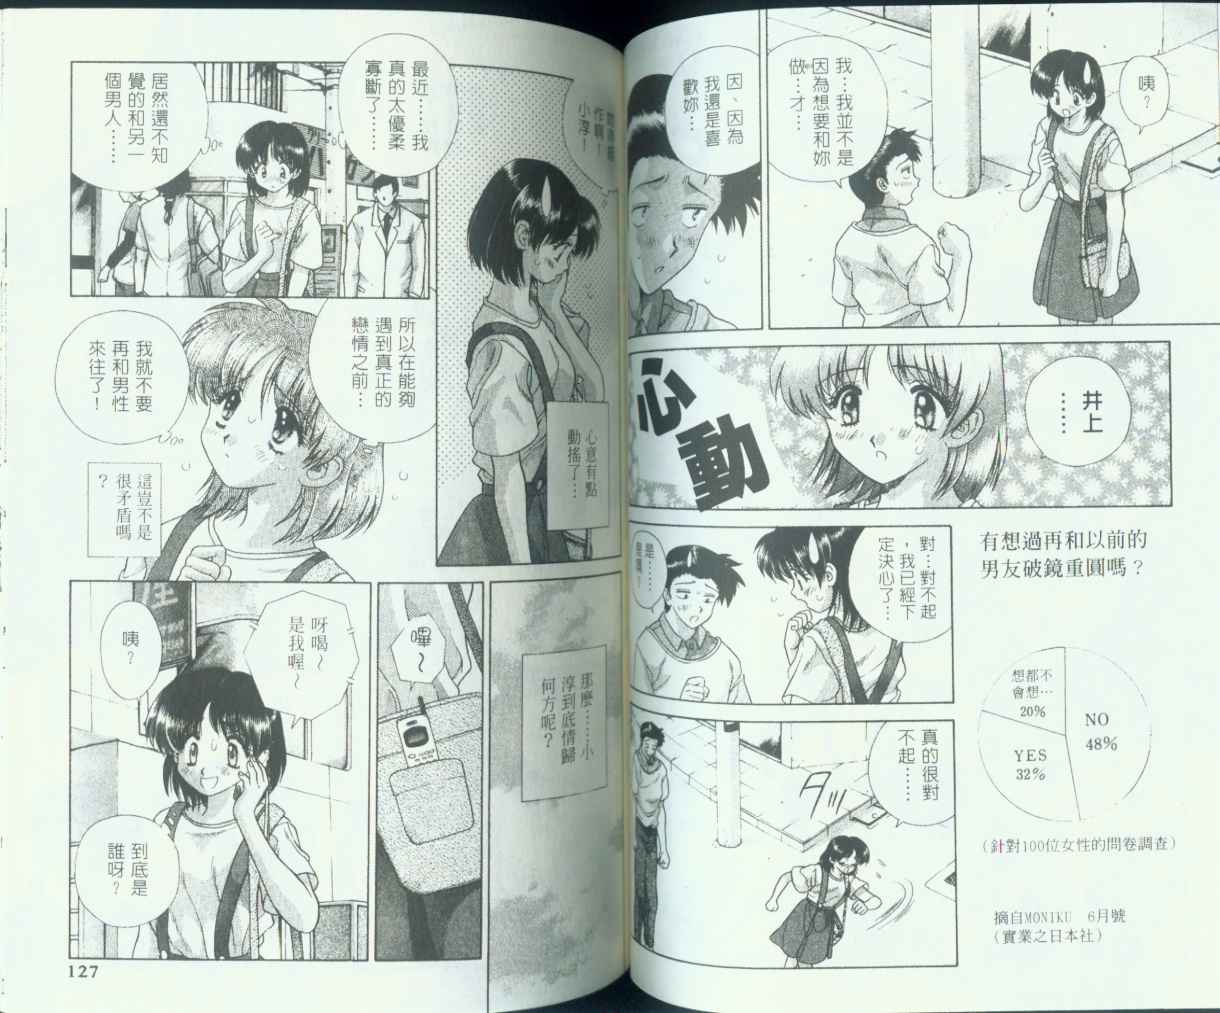 咦?
我…我並不是
因為想要和妳
做…才…
因、因為
我還是喜
歡妳…
井上
……
心動
有想過再和以前的
男友破鏡重圓嗎?
對…對不起
,我已經下
定決心了…
是……
想都不
會想…
20%
NO
48%
YES
32%
(針對100位女性的問卷調查)
摘自MONIKU 6月號
(實業之日本社)
真的很對
不起……
タッ
作啊!
小淳!
心意有點
動搖了…
最近……我
真的太優柔
寡斷了……
居然還不知
覺的和另一
個男人……
所以在能夠
遇到真正的
戀情之前…
我就不要
再和男性
來往了!
這豈不是
很矛盾嗎
?
那麼……小
淳到底情歸
何方呢?
嗶~
呀喝~
是我喔~
咦?
到底是
誰呀?
127